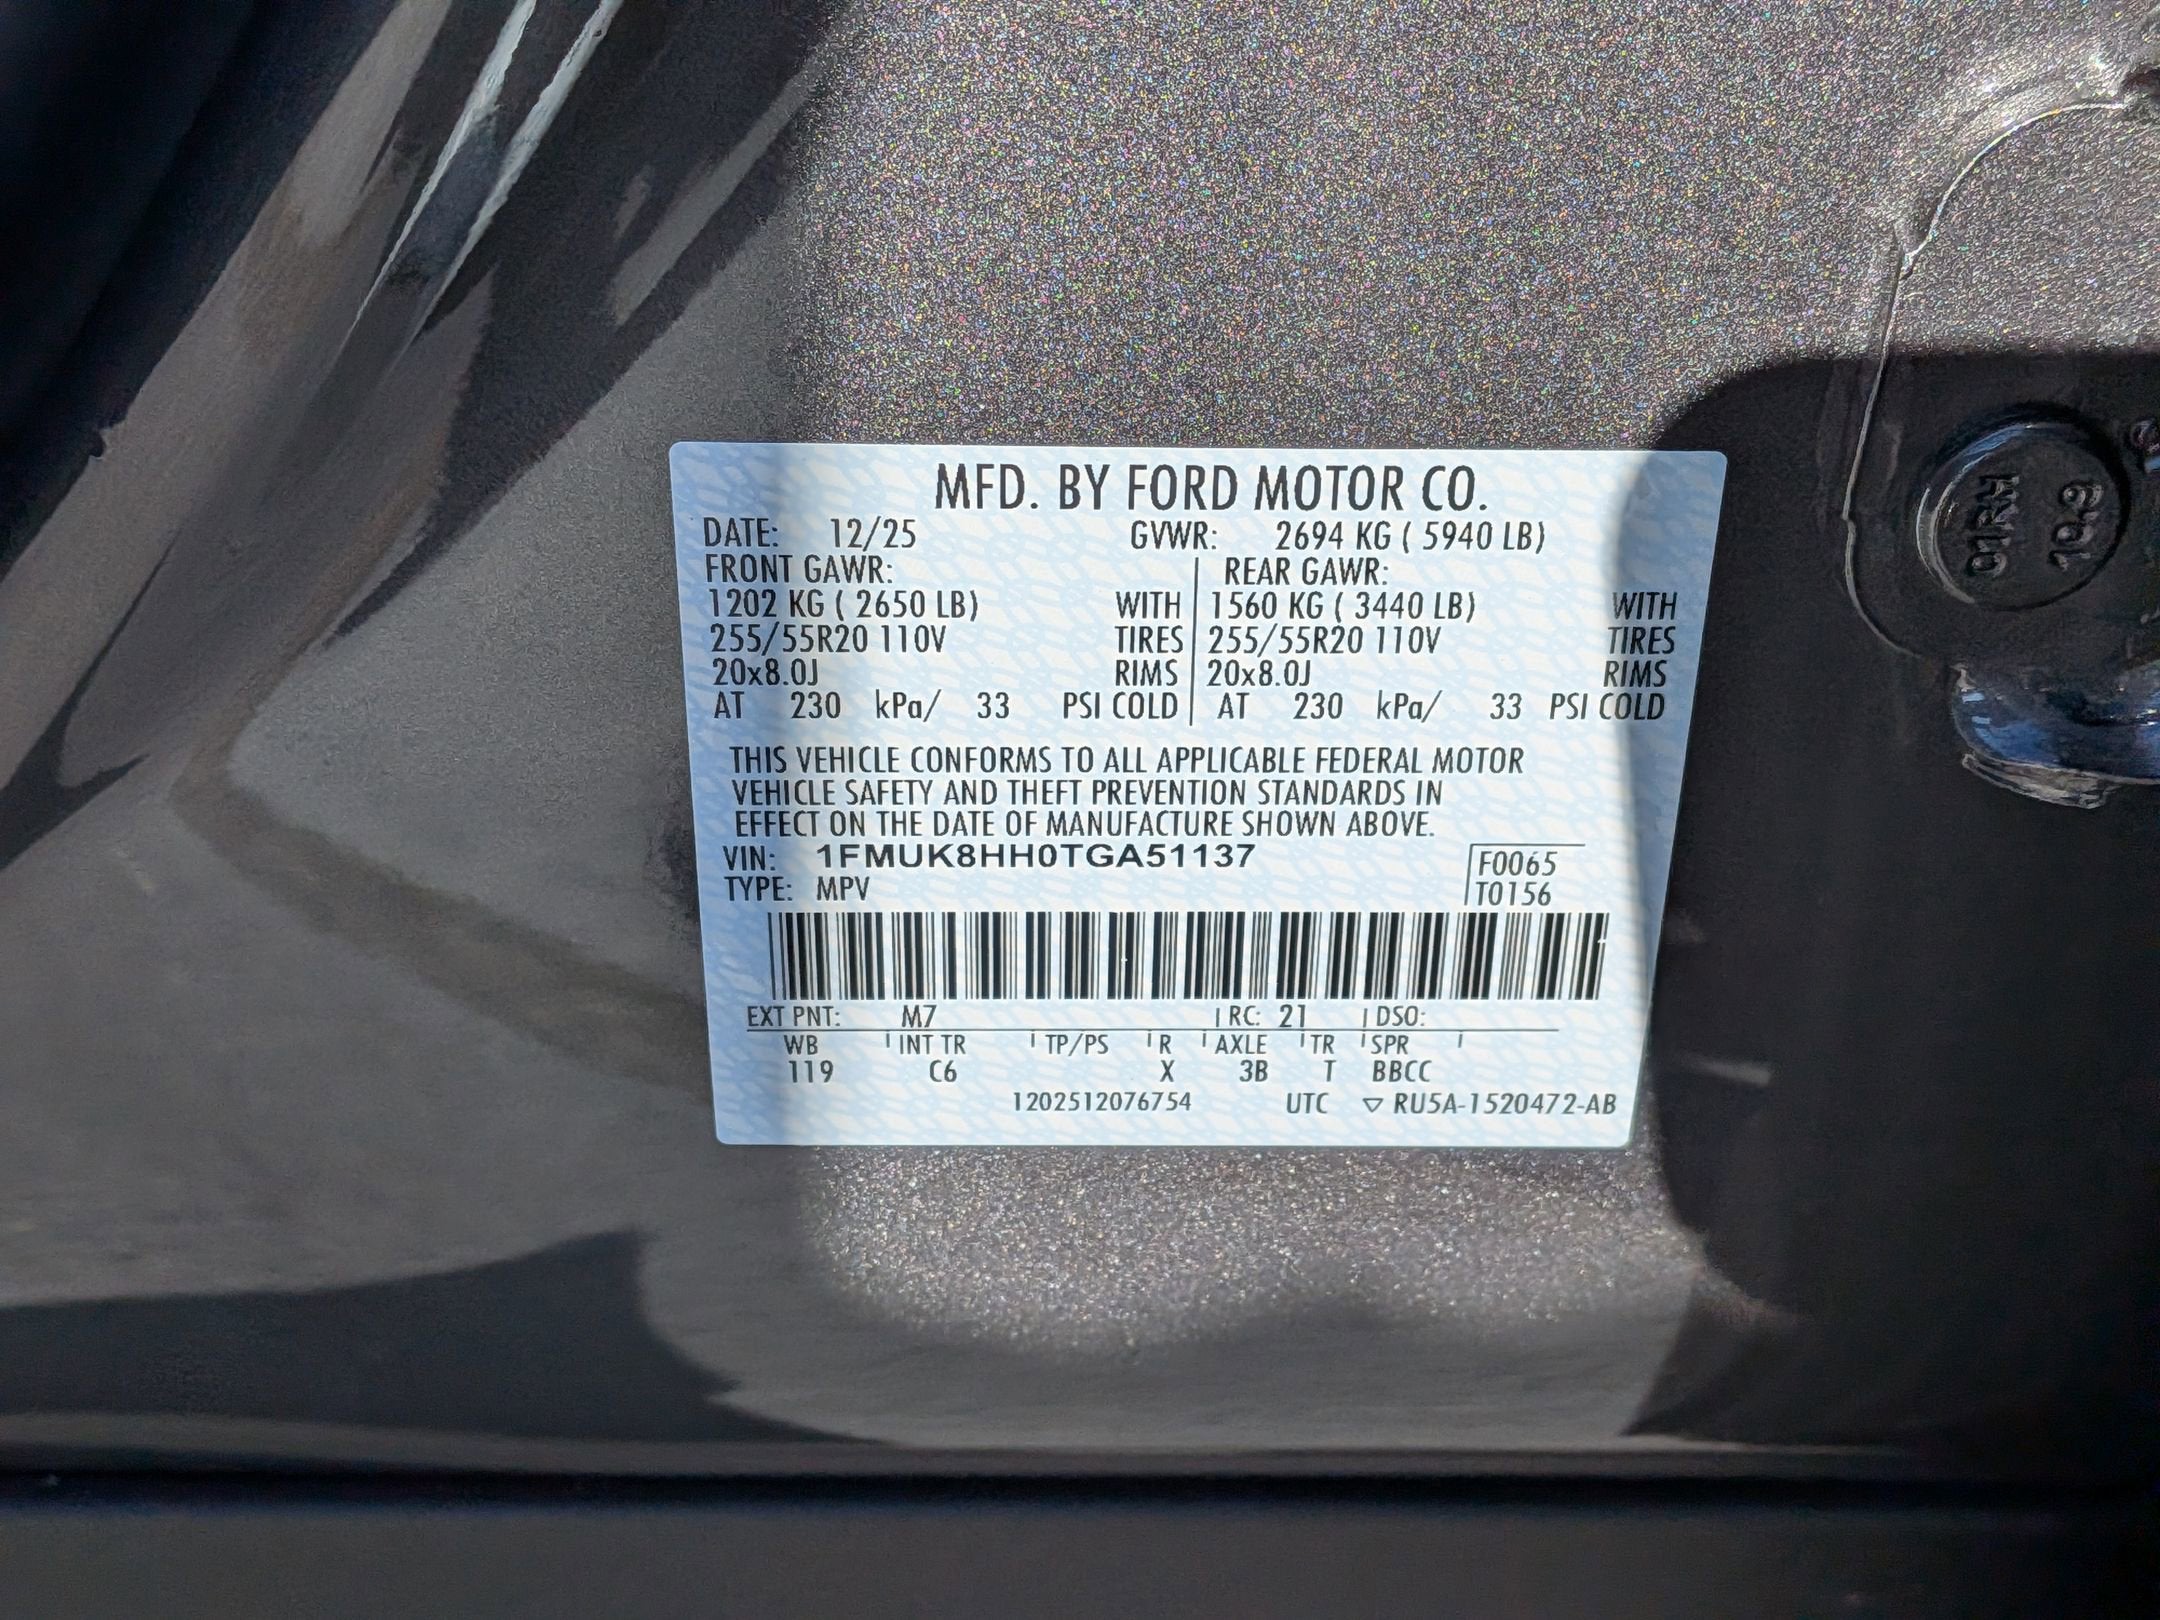 MFD. BY FORD MOTOR CO.
DATE: 12/25 GVWR: 2694 KG ( 5940 LB)
FRONT GAWR: REAR GAWR:
1202 KG ( 2650 LB) WITH 1560 KG ( 3440 LB) WITH
255/55R20 110V TIRES 255/55R20 110V TIRES
20x8.0J RIMS 20x8.0J RIMS
AT 230 kPa/ 33 PSI COLD AT 230 kPa/ 33 PSI COLD
THIS VEHICLE CONFORMS TO ALL APPLICABLE FEDERAL MOTOR
VEHICLE SAFETY AND THEFT PREVENTION STANDARDS IN
EFFECT ON THE DATE OF MANUFACTURE SHOWN ABOVE.
VIN: 1FMUK8HH0TGA51137 F0065
TYPE: MPV T0156
EXT PNT: M7 RC: 21 DSO:
WB INT TR TP/PS R AXLE TR SPR
119 C6 X 3B T BBCC
1202512076754 UTC ▽ RU5A-1520472-AB